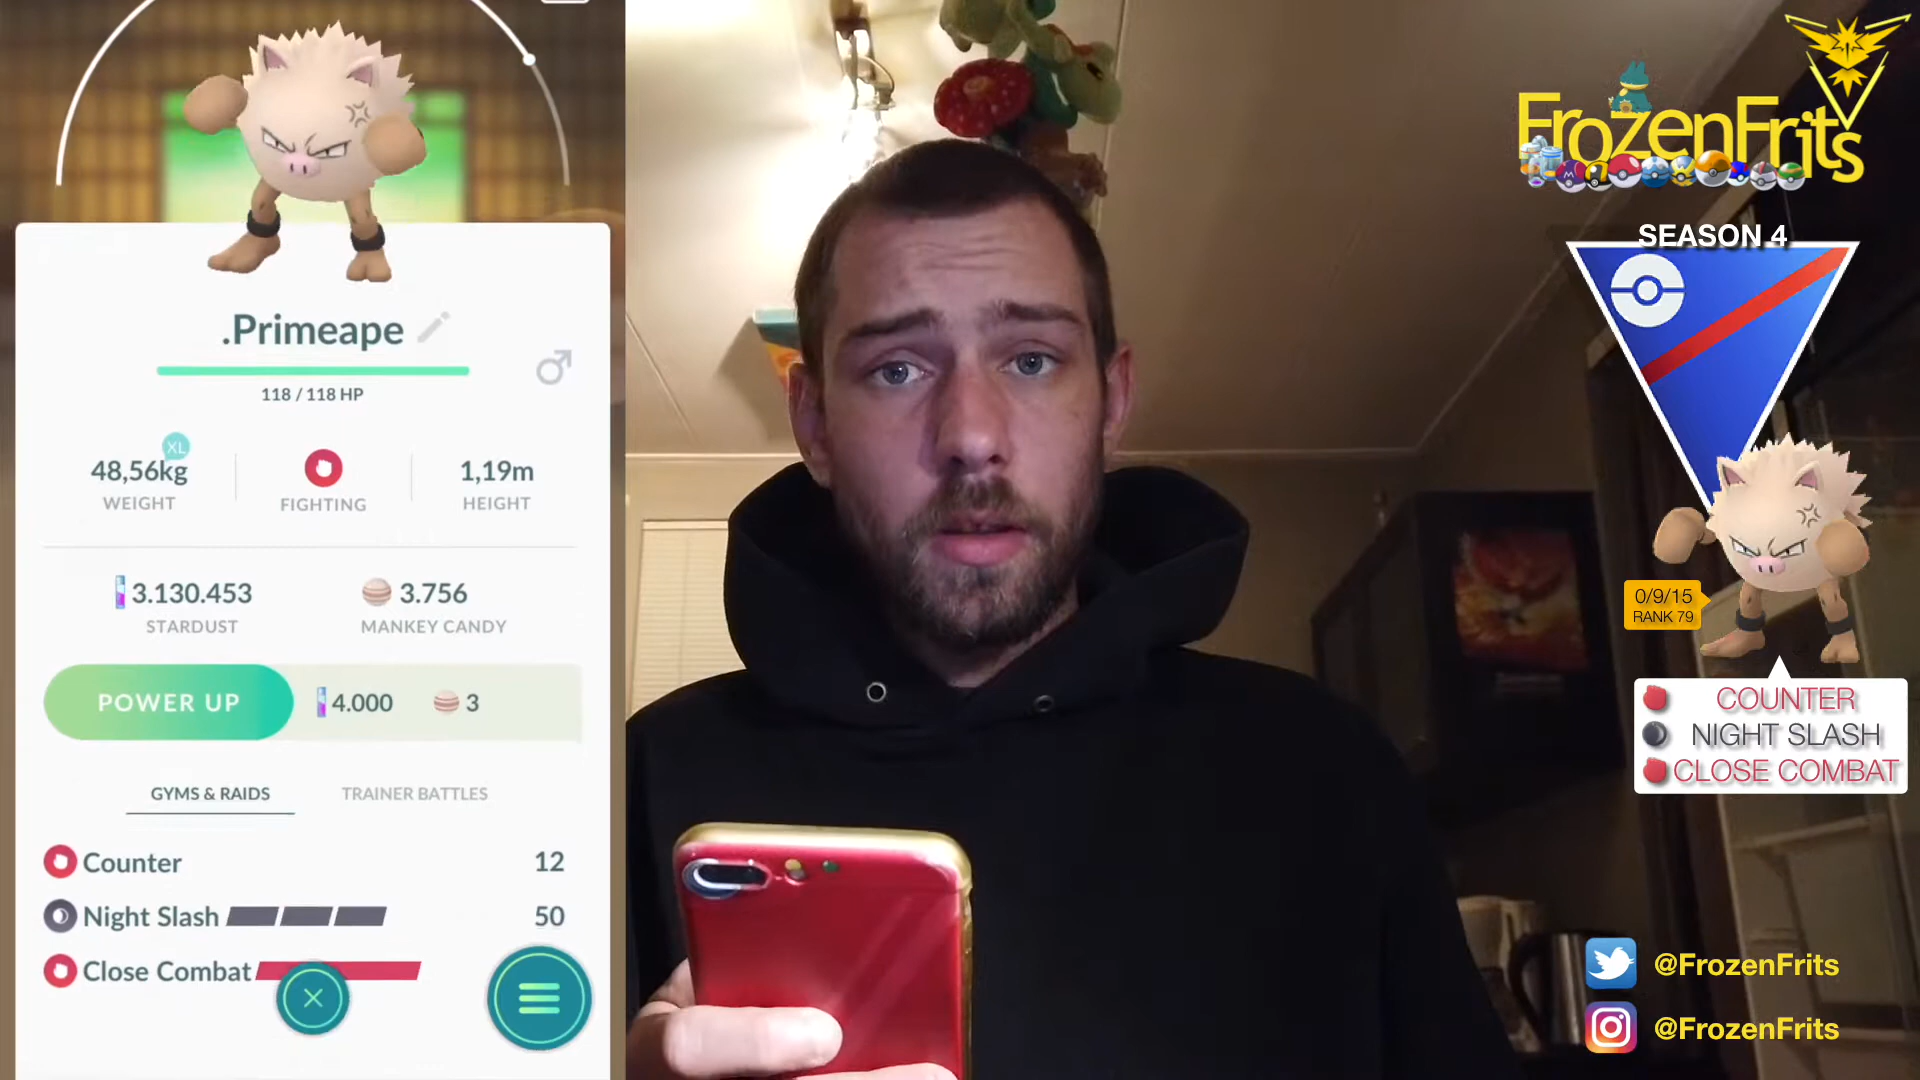 .Primeape
118 / 118 HP
XL
48,56kg
WEIGHT
FIGHTING
1,19m
HEIGHT
3.130.453
STARDUST
3.756
MANKEY CANDY
POWER UP
4.000
3
GYMS & RAIDS
TRAINER BATTLES
Counter
12
Night Slash
50
Close Combat
FrozenFrits
SEASON 4
0/9/15
RANK 79
COUNTER
NIGHT SLASH
CLOSE COMBAT
@FrozenFrits
@FrozenFrits